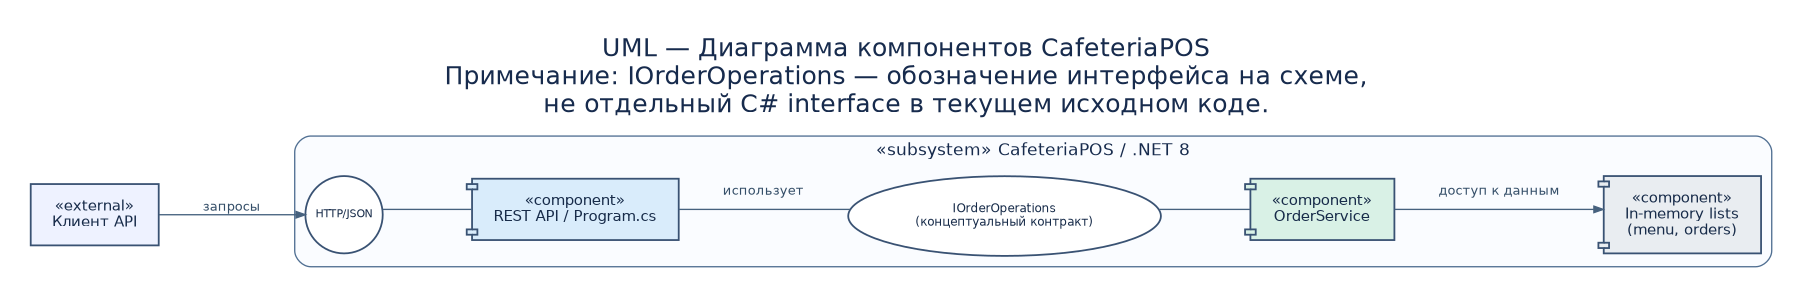 UML — Диаграмма компонентов CafeteriaPOS
Примечание: IOrderOperations — обозначение интерфейса на схеме,
не отдельный C# interface в текущем исходном коде.
«subsystem» CafeteriaPOS / .NET 8
«external»
Клиент API
запросы
HTTP/JSON
«component»
REST API / Program.cs
использует
IOrderOperations
(концептуальный контракт)
«component»
OrderService
доступ к данным
«component»
In-memory lists
(menu, orders)